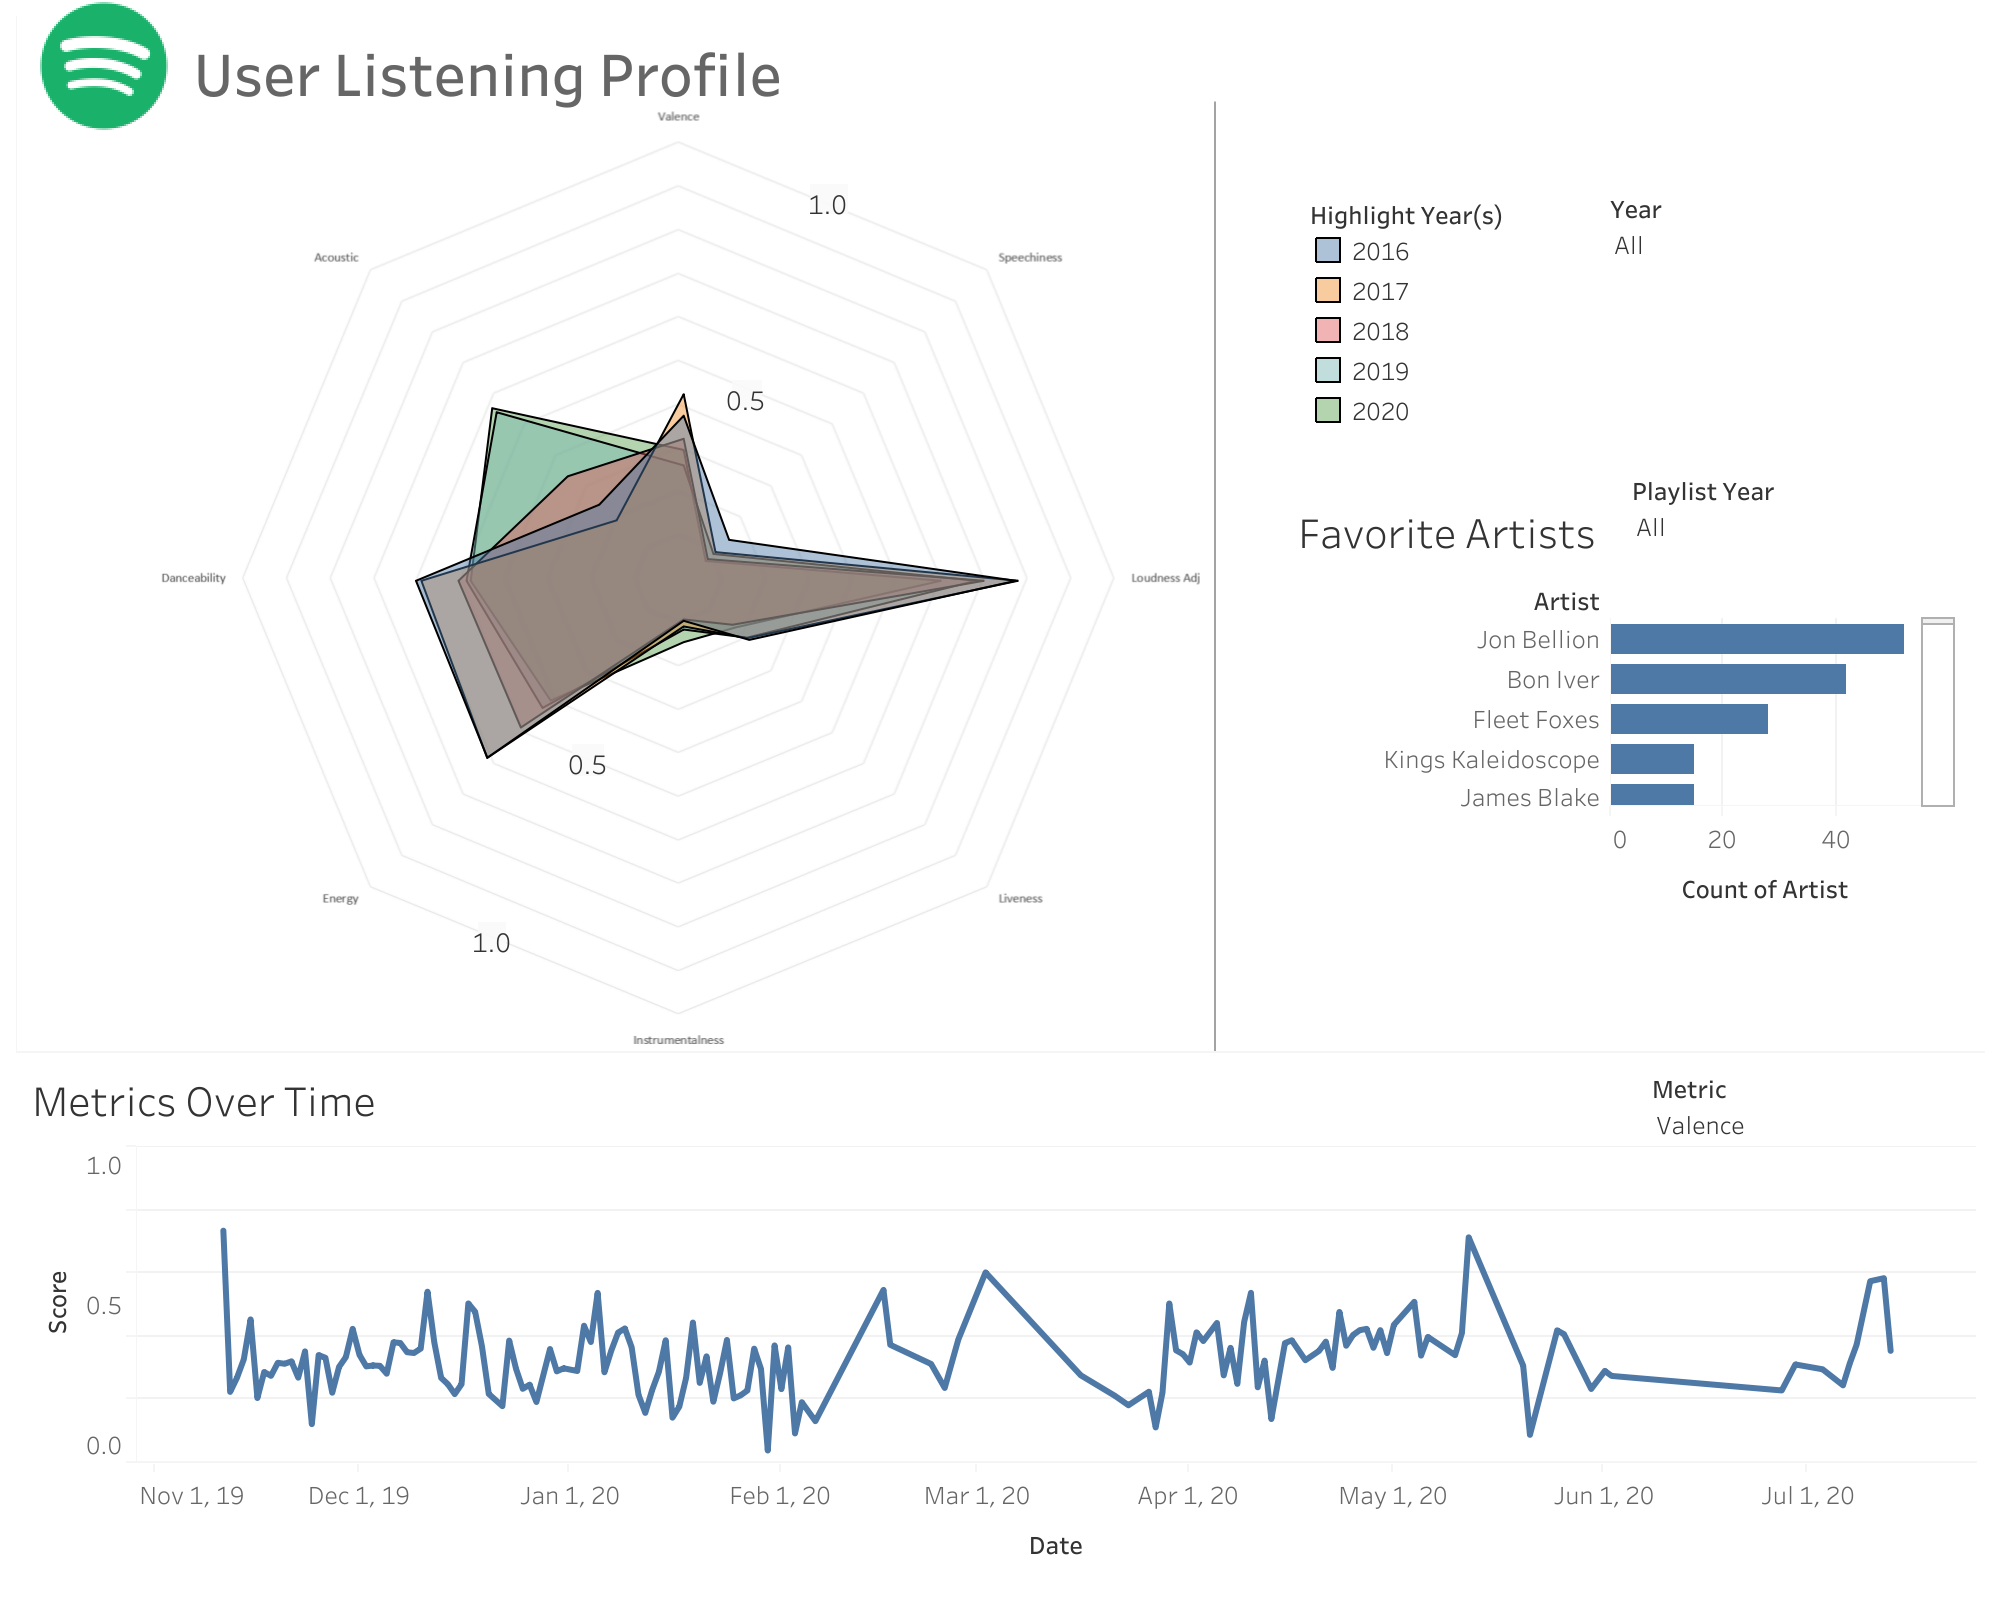 User Listening Profile
Valence
1.0
Acoustic
Speechiness
0.5
Danceability
Loudness Adj
0.5
Energy
Liveness
1.0
Instrumentalness
Highlight Year(s)
2016
2017
2018
2019
2020
Year
All
Playlist Year
All
Favorite Artists
Artist
Jon Bellion
Bon Iver
Fleet Foxes
Kings Kaleidoscope
James Blake
0 20 40
Count of Artist
Metrics Over Time
Metric
Valence
1.0
0.5
0.0
Score
Nov 1, 19 Dec 1, 19 Jan 1, 20 Feb 1, 20 Mar 1, 20 Apr 1, 20 May 1, 20 Jun 1, 20 Jul 1, 20
Date